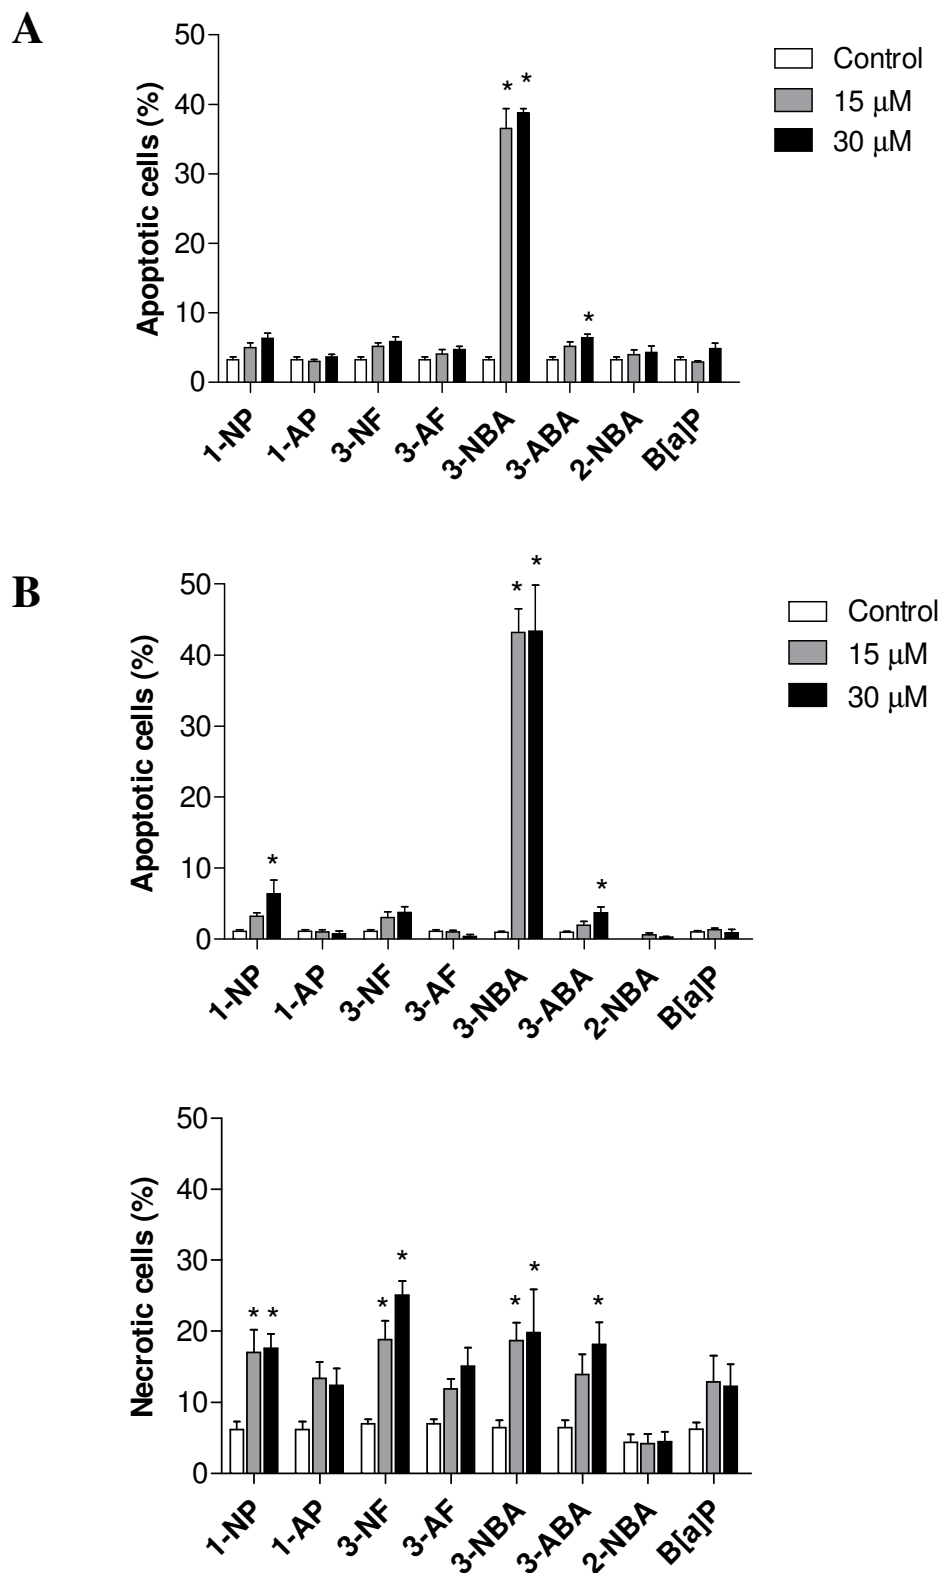 A
Apoptotic cells (%)
50
40
30
20
10
0
* *
*
1-NP 1-AP 3-NF 3-AF 3-NBA 3-ABA 2-NBA B[a]P
Control
15 μM
30 μM
B
Apoptotic cells (%)
50
40
30
20
10
0
*
* *
*
1-NP 1-AP 3-NF 3-AF 3-NBA 3-ABA 2-NBA B[a]P
Control
15 μM
30 μM
Necrotic cells (%)
50
40
30
20
10
0
* * * * * * *
1-NP 1-AP 3-NF 3-AF 3-NBA 3-ABA 2-NBA B[a]P